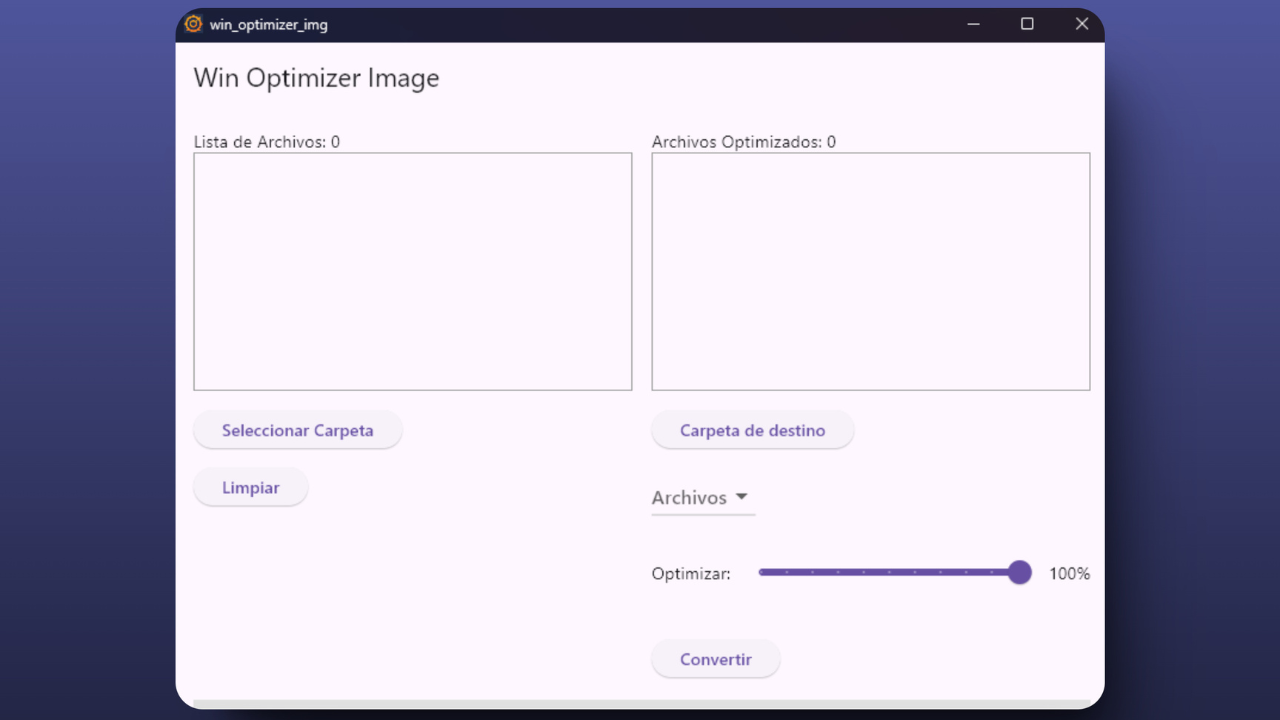 win_optimizer_img
Win Optimizer Image
Lista de Archivos: 0
Archivos Optimizados: 0
Seleccionar Carpeta
Carpeta de destino
Limpiar
Archivos
Optimizar:
100%
Convertir